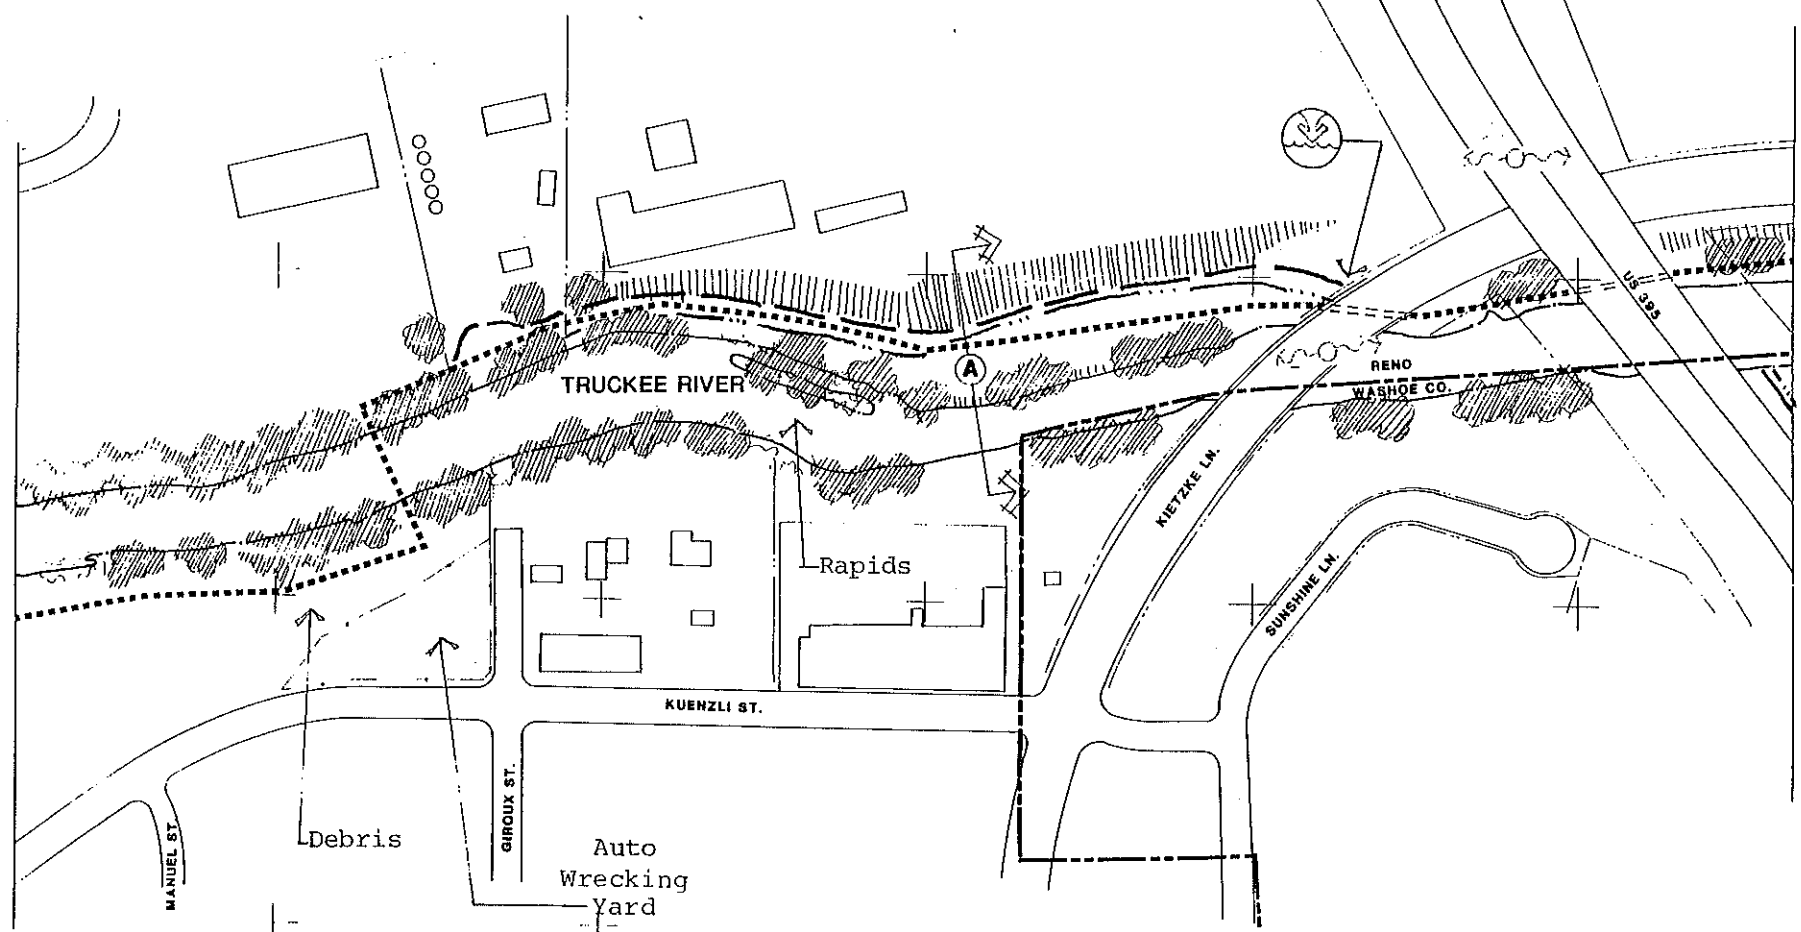 US 395
A
RENO
WASHOE CO.
TRUCKEE RIVER
KIETZKE LN.
Rapids
SUNSHINE LN.
KUENZLI ST.
GIROUX ST.
Debris
MANUEL ST.
Auto
Wrecking
Yard